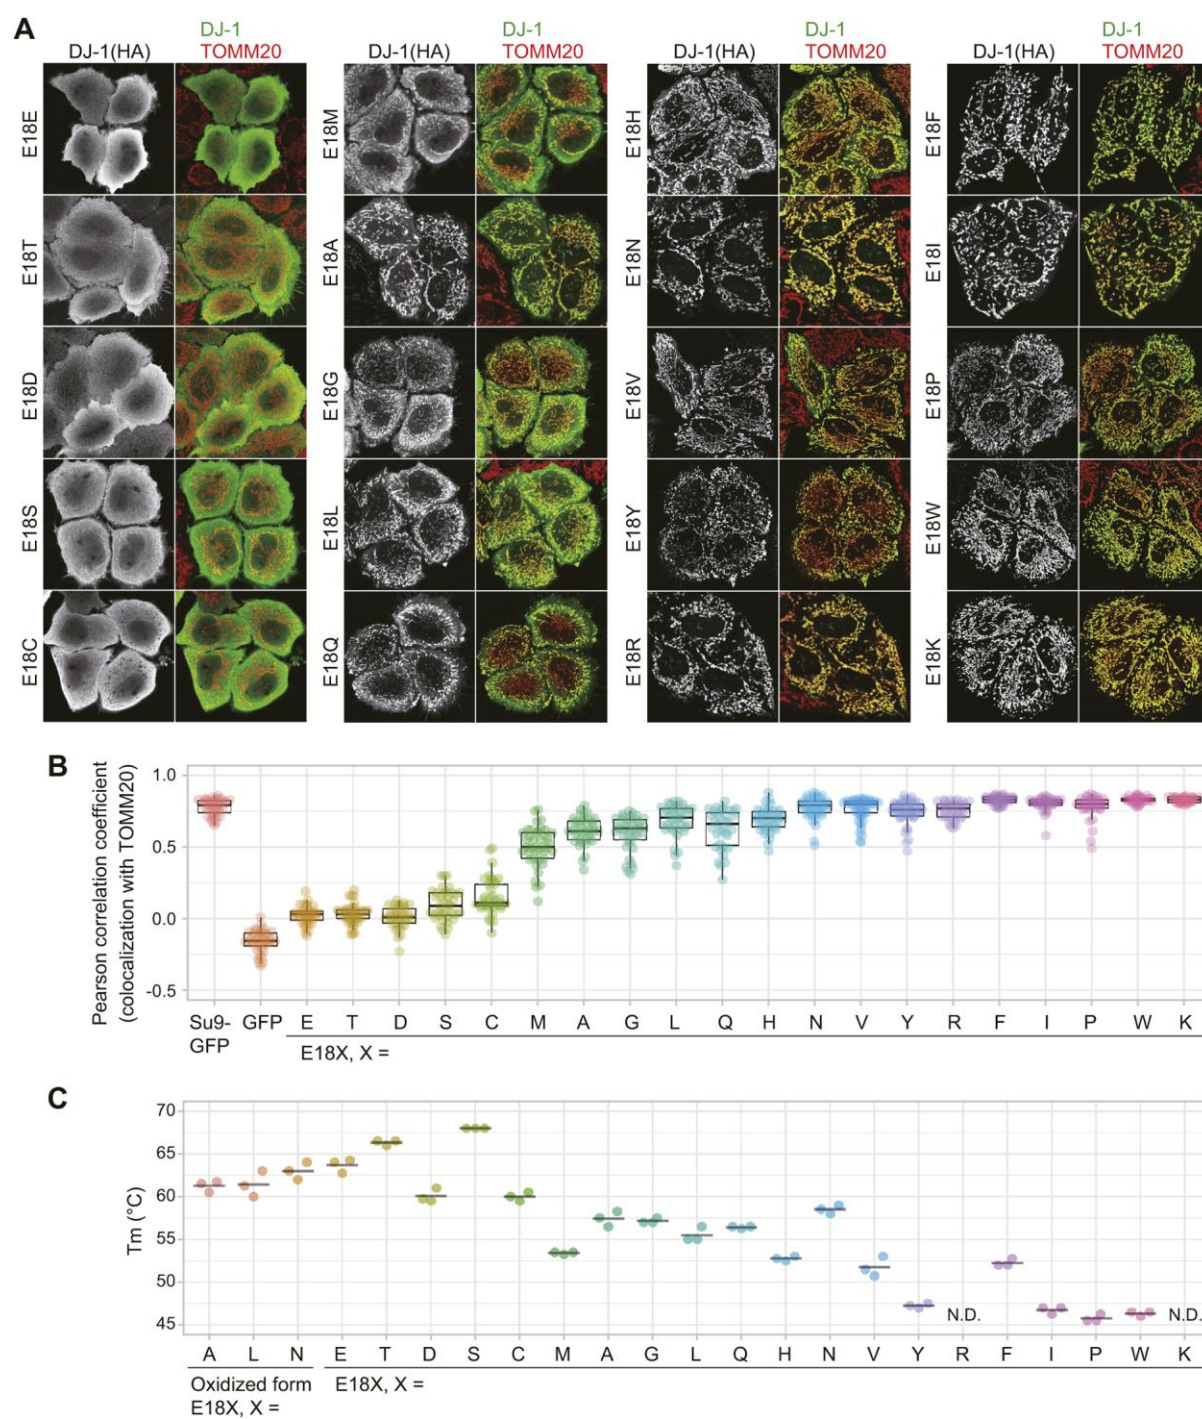 A
DJ-1(HA)
DJ-1
TOMM20
DJ-1(HA)
DJ-1
TOMM20
DJ-1(HA)
DJ-1
TOMM20
DJ-1(HA)
DJ-1
TOMM20
E18E
E18M
E18H
E18F
E18T
E18A
E18N
E18I
E18D
E18G
E18V
E18P
E18S
E18L
E18Y
E18W
E18C
E18Q
E18R
E18K
B
Pearson correlation coefficient
(colocalization with TOMM20)
1.0
0.5
0.0
-0.5
Su9-
GFP
GFP
E T D S C M A G L Q H N V Y R F I P W K
E18X, X =
C
Tm (°C)
70
65
60
55
50
45
N.D.
N.D.
A L N E T D S C M A G L Q H N V Y R F I P W K
Oxidized form
E18X, X =
E18X, X =